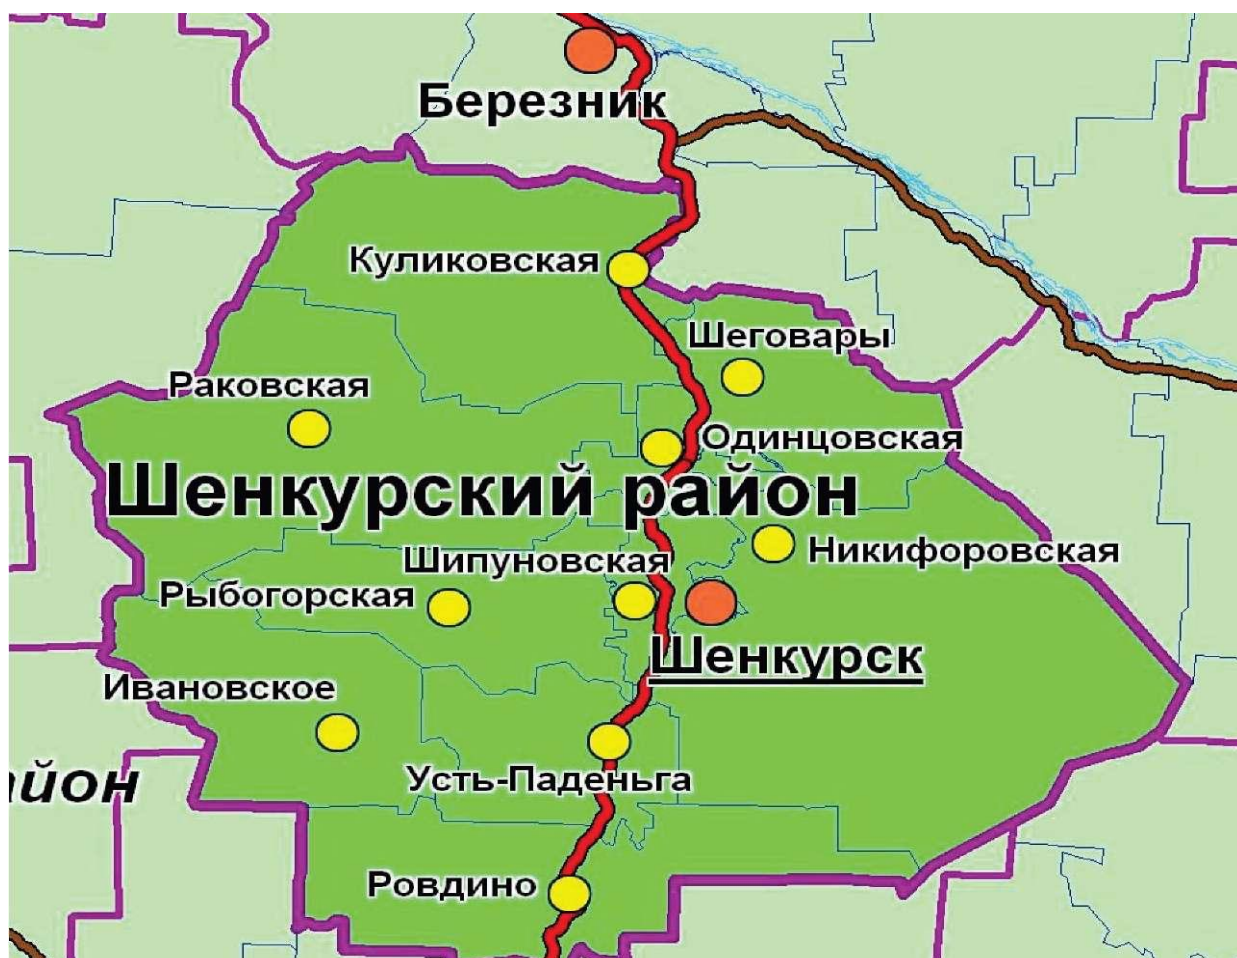 Березник
Куликовская
Шеговары
Раковская
Одинцовская
Шенкурский район
Никифоровская
Шипуновская
Рыбогорская
Шенкурск
Ивановское
Усть-Паденьга
йон
Ровдино